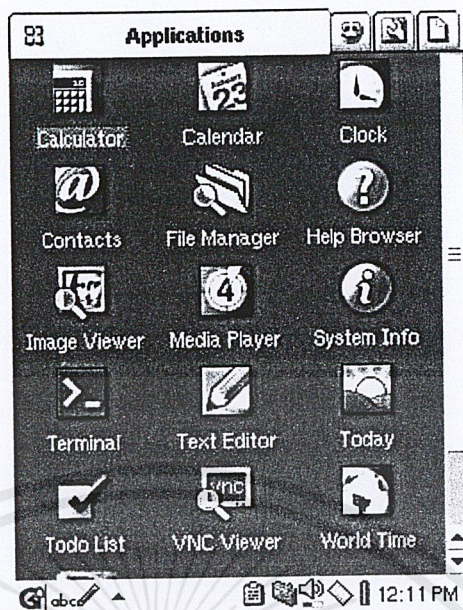 Applications
Calculator Calendar Clock
Contacts File Manager Help Browser
Image Viewer Media Player System Info
Terminal Text Editor Today
Todo List VNC Viewer World Time
abc 12:11 PM